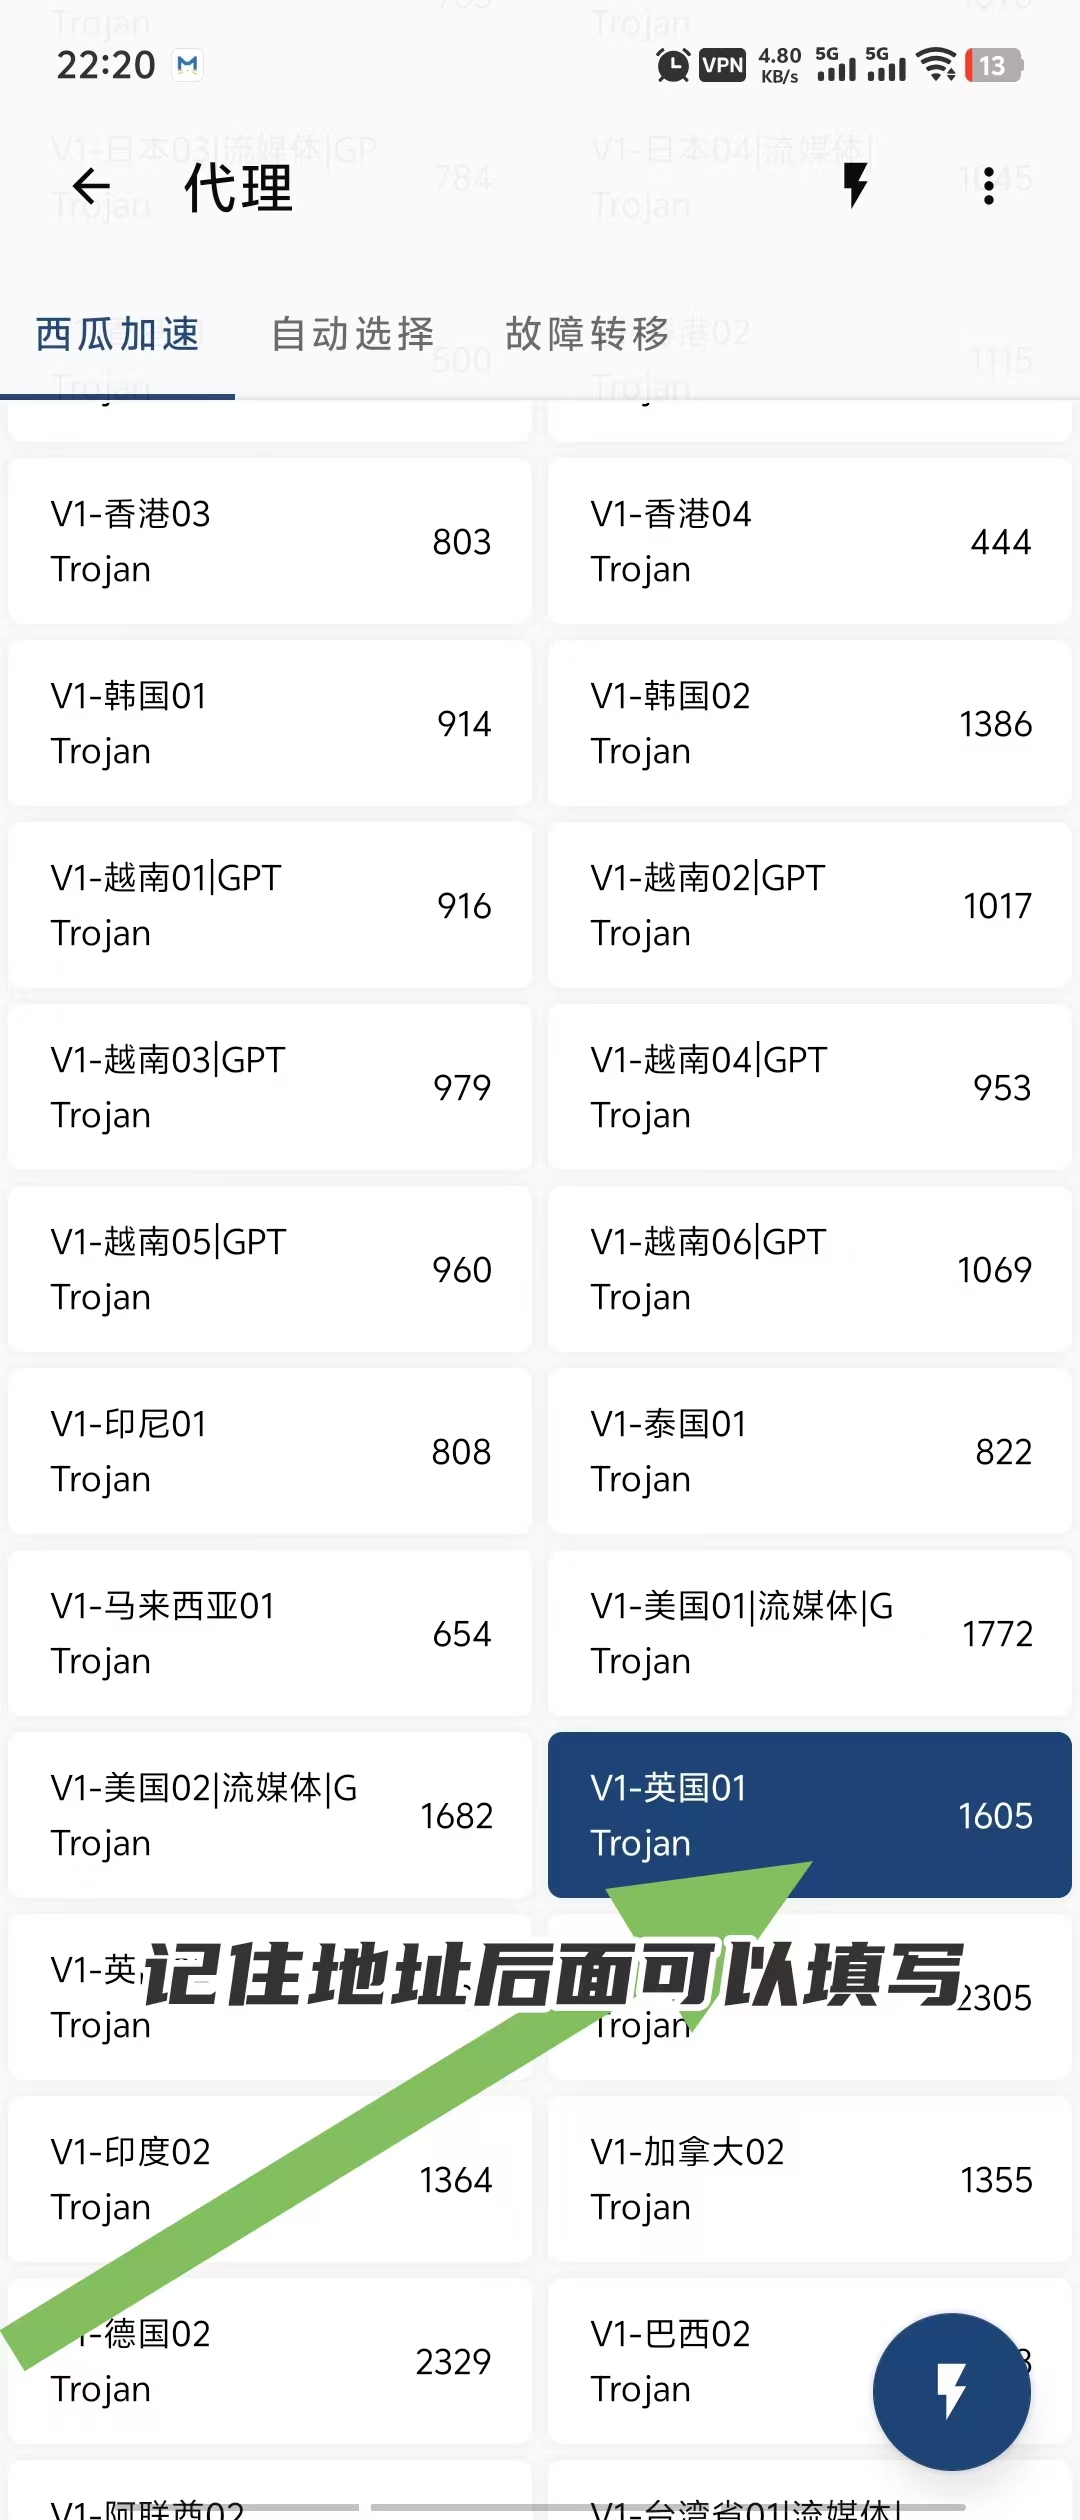 22:20
VPN
4.80
KB/s
5G
5G
13
代理
西瓜加速
自动选择
故障转移
V1-香港03
Trojan
803
V1-香港04
Trojan
444
V1-韩国01
Trojan
914
V1-韩国02
Trojan
1386
V1-越南01|GPT
Trojan
916
V1-越南02|GPT
Trojan
1017
V1-越南03|GPT
Trojan
979
V1-越南04|GPT
Trojan
953
V1-越南05|GPT
Trojan
960
V1-越南06|GPT
Trojan
1069
V1-印尼01
Trojan
808
V1-泰国01
Trojan
822
V1-马来西亚01
Trojan
654
V1-美国01|流媒体|G
Trojan
1772
V1-美国02|流媒体|G
Trojan
1682
V1-英国01
Trojan
1605
记住地址后面可以填写
V1-英
Trojan
Trojan
2305
V1-印度02
Trojan
1364
V1-加拿大02
Trojan
1355
V1-德国02
Trojan
2329
V1-巴西02
Trojan
V1-阿联酋02
V1-台湾省01|流媒体|